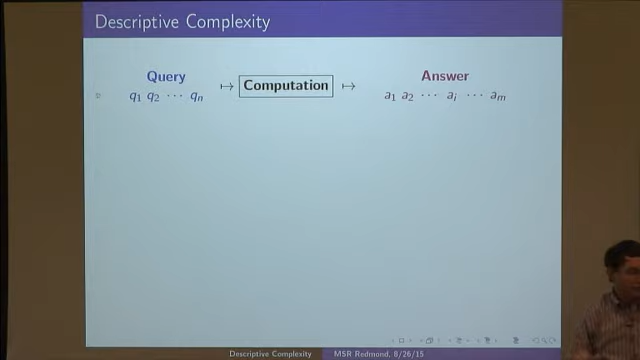 Descriptive Complexity
Query ↦ Computation ↦ Answer
q₁ q₂ ⋯ qₙ a₁ a₂ ⋯ aᵢ ⋯ aₘ
Descriptive Complexity MSR Redmond, 8/26/15